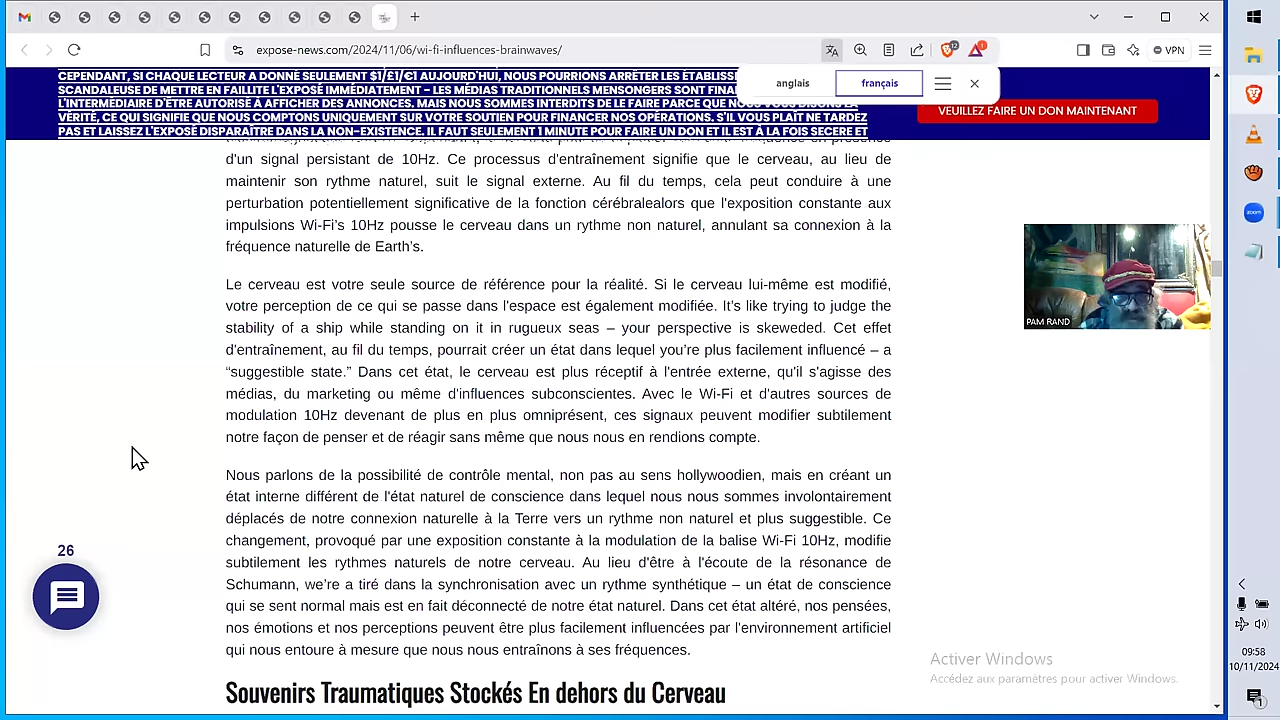 expose-news.com/2024/11/06/wi-fi-influences-brainwaves/
12
1
VPN
anglais
français
CEPENDANT, SI CHAQUE LECTEUR A DONNÉ SEULEMENT $1/£1/€1 AUJOURD'HUI, NOUS POURRIONS ARRÊTER LES ÉTABLISS
SCANDALEUSE DE METTRE EN FAILITE L'EXPOSÉ IMMÉDIATEMENT – LES MÉDIAS TRADITIONNELS MENSONGERS SONT FINA
L'INTERMÉDIAIRE D'ÊTRE AUTORISÉ À AFFICHER DES ANNONCES. MAIS NOUS SOMMES INTERDITS DE LE FAIRE PARCE QUE NOUS DISONS LA
VÉRITÉ, CE QUI SIGNIFIE QUE NOUS COMPTONS UNIQUEMENT SUR VOTRE SOUTIEN POUR FINANCER NOS OPÉRATIONS. S'IL VOUS PLAÎT NE TARDEZ
PAS ET LAISSEZ L'EXPOSÉ DISPARAÎTRE DANS LA NON-EXISTENCE. IL FAUT SEULEMENT 1 MINUTE POUR FAIRE UN DON ET IL EST À LA FOIS SECERE ET
VEUILLEZ FAIRE UN DON MAINTENANT
d'un signal persistant de 10Hz. Ce processus d'entraînement signifie que le cerveau, au lieu de
maintenir son rythme naturel, suit le signal externe. Au fil du temps, cela peut conduire à une
perturbation potentiellement significative de la fonction cérébralealors que l'exposition constante aux
impulsions Wi-Fi's 10Hz pousse le cerveau dans un rythme non naturel, annulant sa connexion à la
fréquence naturelle de Earth's.
Le cerveau est votre seule source de référence pour la réalité. Si le cerveau lui-même est modifié,
votre perception de ce qui se passe dans l'espace est également modifiée. It's like trying to judge the
stability of a ship while standing on it in rugueux seas – your perspective is skeweded. Cet effet
d'entraînement, au fil du temps, pourrait créer un état dans lequel you're plus facilement influencé – a
“suggestible state.” Dans cet état, le cerveau est plus réceptif à l'entrée externe, qu'il s'agisse des
médias, du marketing ou même d'influences subconscientes. Avec le Wi-Fi et d'autres sources de
modulation 10Hz devenant de plus en plus omniprésent, ces signaux peuvent modifier subtilement
notre façon de penser et de réagir sans même que nous nous en rendions compte.
Nous parlons de la possibilité de contrôle mental, non pas au sens hollywoodien, mais en créant un
état interne différent de l'état naturel de conscience dans lequel nous nous sommes involontairement
déplacés de notre connexion naturelle à la Terre vers un rythme non naturel et plus suggestible. Ce
changement, provoqué par une exposition constante à la modulation de la balise Wi-Fi 10Hz, modifie
subtilement les rythmes naturels de notre cerveau. Au lieu d'être à l'écoute de la résonance de
Schumann, we're a tiré dans la synchronisation avec un rythme synthétique – un état de conscience
qui se sent normal mais est en fait déconnecté de notre état naturel. Dans cet état altéré, nos pensées,
nos émotions et nos perceptions peuvent être plus facilement influencées par l'environnement artificiel
qui nous entoure à mesure que nous nous entraînons à ses fréquences.
Souvenirs Traumatiques Stockés En dehors du Cerveau
26
PAM RAND
zoom
Activer Windows
Accédez aux paramètres pour activer Windows.
09:58
10/11/2024
1